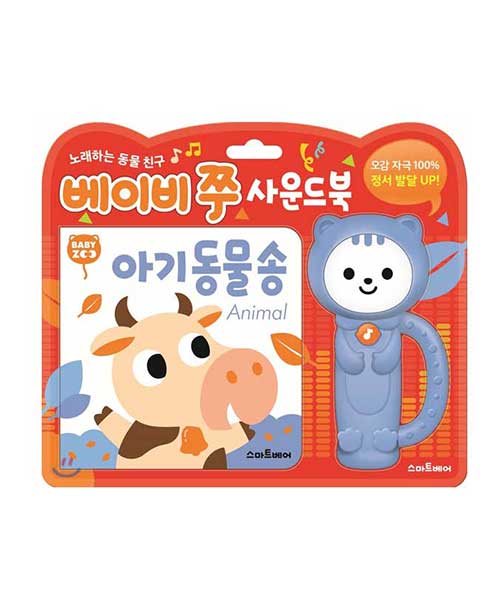 노래하는 동물 친구
베이비 쭈 사운드북
오감 자극 100%
정서 발달 UP!
BABY
ZOO
아기동물송
Animal
스마트베어
스마트베어